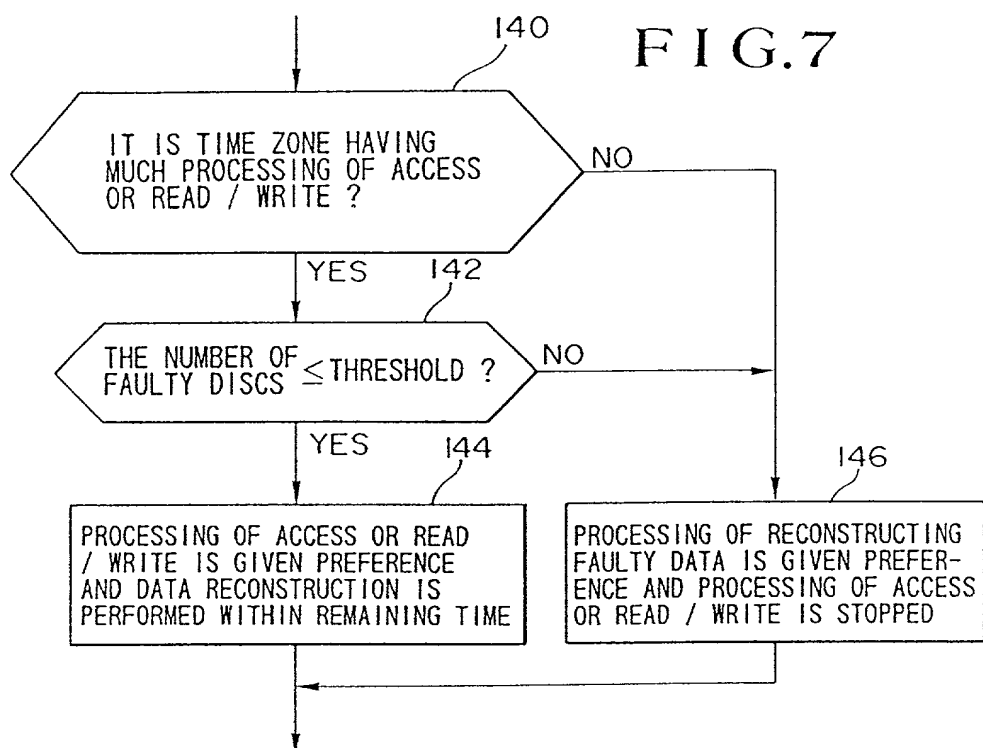 140
F I G.7
IT IS TIME ZONE HAVING
MUCH PROCESSING OF ACCESS
OR READ / WRITE ?
NO
YES
142
THE NUMBER OF
FAULTY DISCS ≤ THRESHOLD ?
NO
YES
144
146
PROCESSING OF ACCESS OR READ
/ WRITE IS GIVEN PREFERENCE
AND DATA RECONSTRUCTION IS
PERFORMED WITHIN REMAINING TIME
PROCESSING OF RECONSTRUCTING
FAULTY DATA IS GIVEN PREFER-
ENCE AND PROCESSING OF ACCESS
OR READ / WRITE IS STOPPED